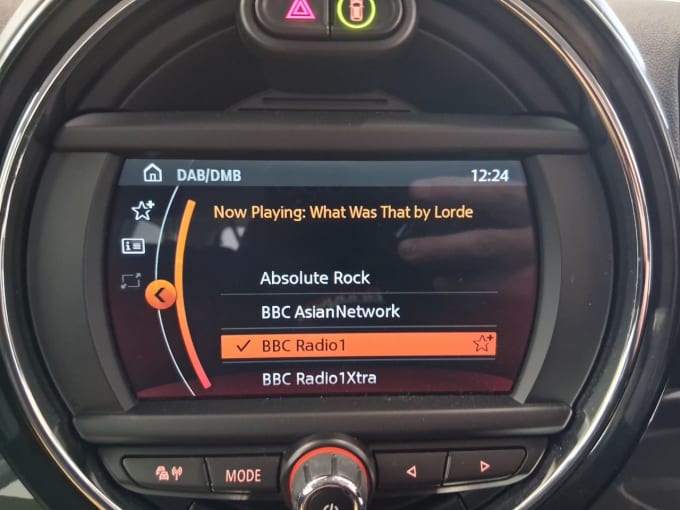 DAB/DMB 12:24
Now Playing: What Was That by Lorde
Absolute Rock
BBC AsianNetwork
BBC Radio1
BBC Radio1Xtra
MODE